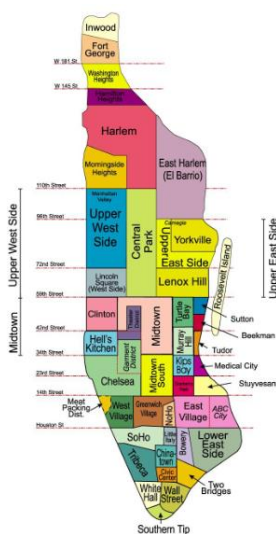 Inwood
Fort
George
W 181 St.
Washington
Heights
W 145 St.
Hamilton
Heights
Harlem
Morningside
Heights
East Harlem
(El Barrio)
110th Street
Manhattan
Valley
Upper
West
Side
Central
Park
96th Street
Carnegie
Yorkville
Upper
East Side
72nd Street
Lincoln
Square
(West Side)
Lenox Hill
Roosevelt Island
59th Street
Upper West Side
Upper East Side
Midtown
Clinton
Theater
District
Midtown
Turtle
Bay
Sutton
Beekman
42nd Street
Hell's
Kitchen
Garment
District
Murray
Hill
Tudor
34th Street
Kips
Bay
Medical City
Chelsea
Midtown
South
23rd Street
Stuyvesant
14th Street
Meat
Packing
Dist.
West
Village
Greenwich
Village
NoHo
East
Village
ABC
City
Houston St
SoHo
Little
Italy
Bowery
Lower
East
Side
Tribeca
China-
town
Civic
Center
Two
Bridges
White
Hall
Wall
Street
Southern Tip